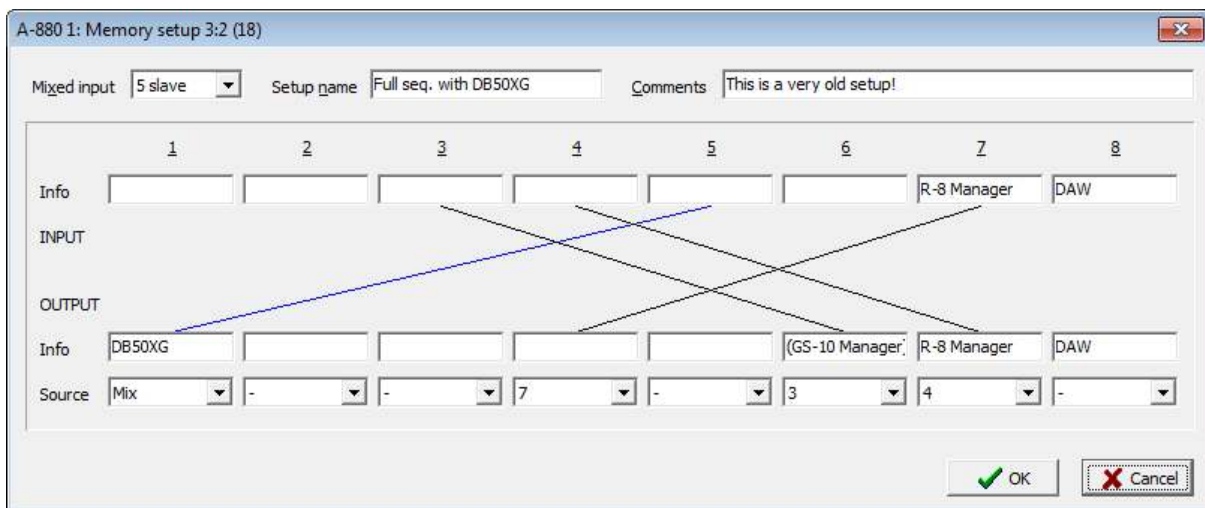 A-880 1: Memory setup 3:2 (18)
Mixed input 5 slave Setup name Full seq. with DB50XG Comments This is a very old setup!
1 2 3 4 5 6 7 8
Info R-8 Manager DAW
INPUT
OUTPUT
Info DB50XG (GS-10 Manager) R-8 Manager DAW
Source Mix - - 7 - 3 4 -
OK Cancel